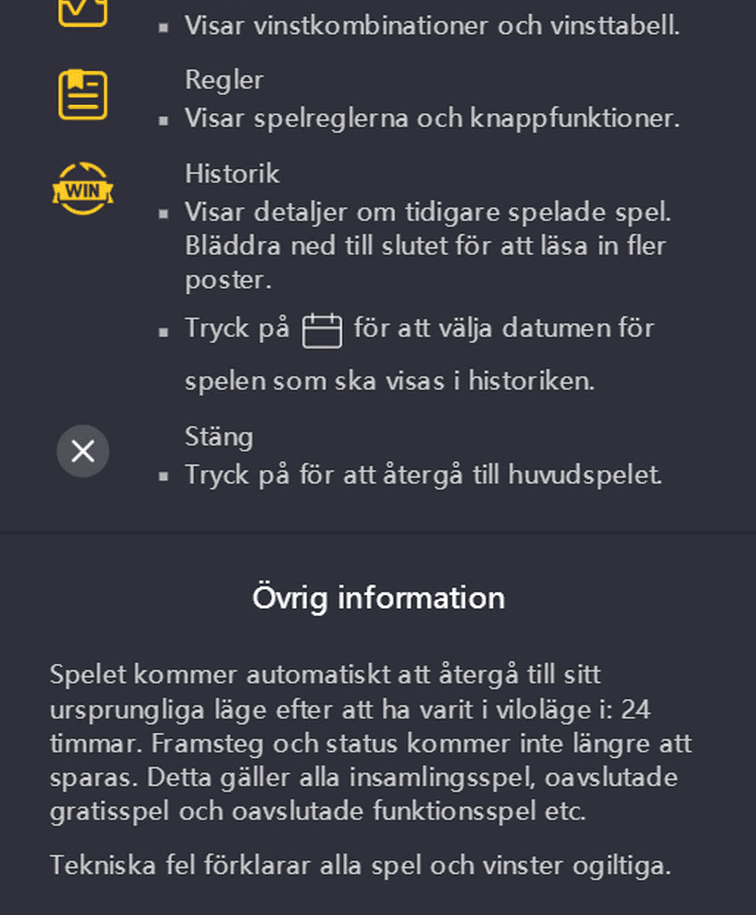 Visar vinstkombinationer och vinsttabell.
Regler
Visar spelreglerna och knappfunktioner.
WIN
Historik
Visar detaljer om tidigare spelade spel.
Bläddra ned till slutet för att läsa in fler
poster.
Tryck på för att välja datumen för
spelen som ska visas i historiken.
Stäng
Tryck på för att återgå till huvudspelet.
Övrig information
Spelet kommer automatiskt att återgå till sitt
ursprungliga läge efter att ha varit i viloläge i: 24
timmar. Framsteg och status kommer inte längre att
sparas. Detta gäller alla insamlingsspel, oavslutade
gratisspel och oavslutade funktionsspel etc.
Tekniska fel förklarar alla spel och vinster ogiltiga.